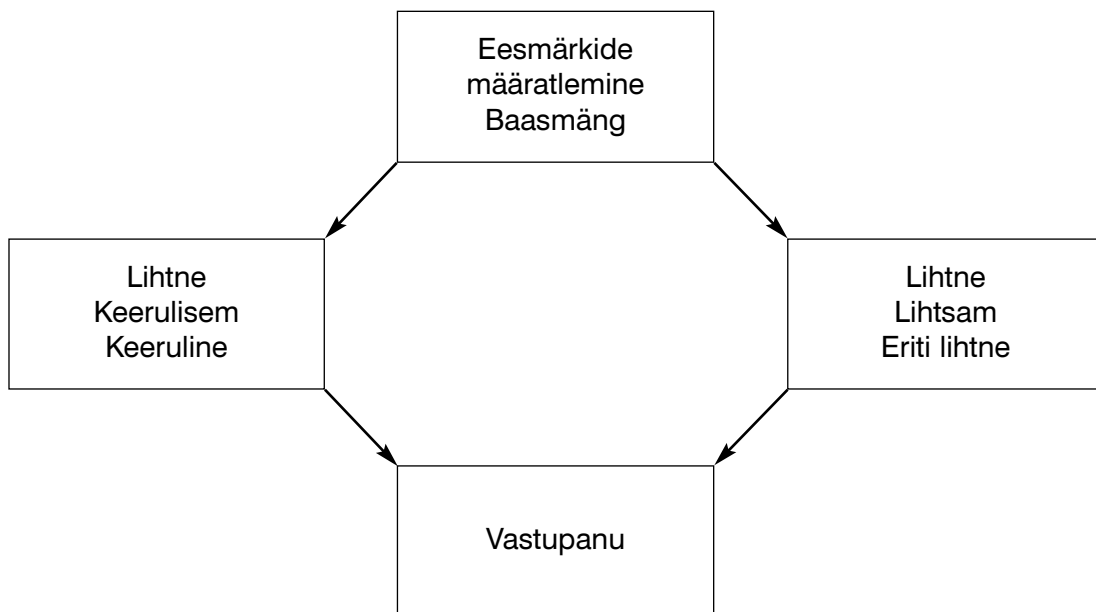 Eesmärkide
määratlemine
Baasmäng
Lihtne
Keerulisem
Keeruline
Lihtne
Lihtsam
Eriti lihtne
Vastupanu